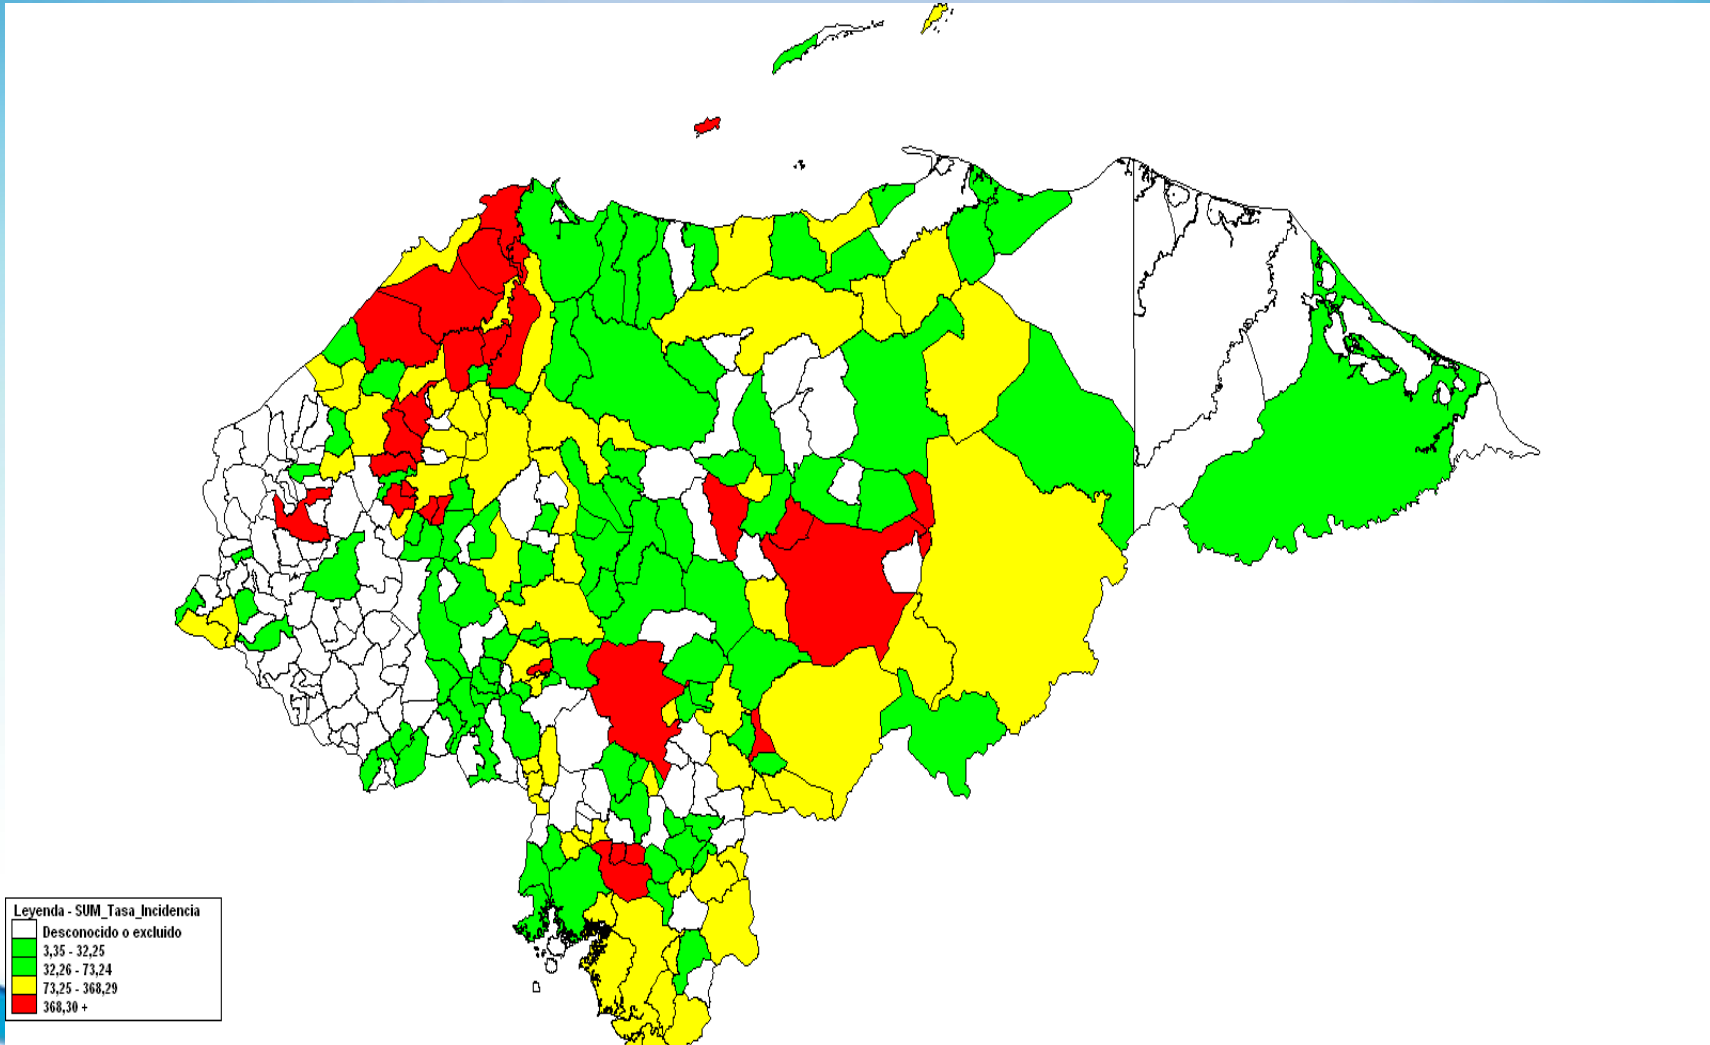 Leyenda - SUM_Tasa_Incidencia
Desconocido o excluido
3,35 - 32,25
32,26 - 73,24
73,25 - 368,29
368,30 +